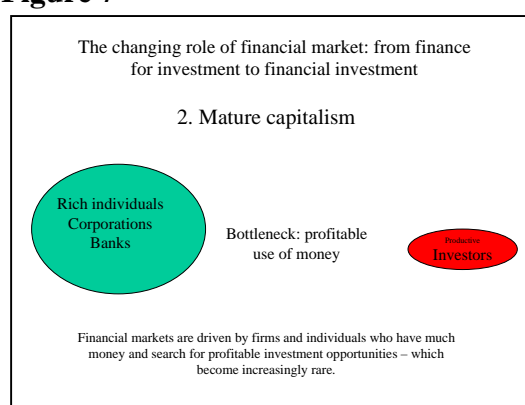 The changing role of financial market: from finance
for investment to financial investment
2. Mature capitalism
Rich individuals
Corporations
Banks
Bottleneck: profitable
use of money
Productive
Investors
Financial markets are driven by firms and individuals who have much
money and search for profitable investment opportunities – which
become increasingly rare.